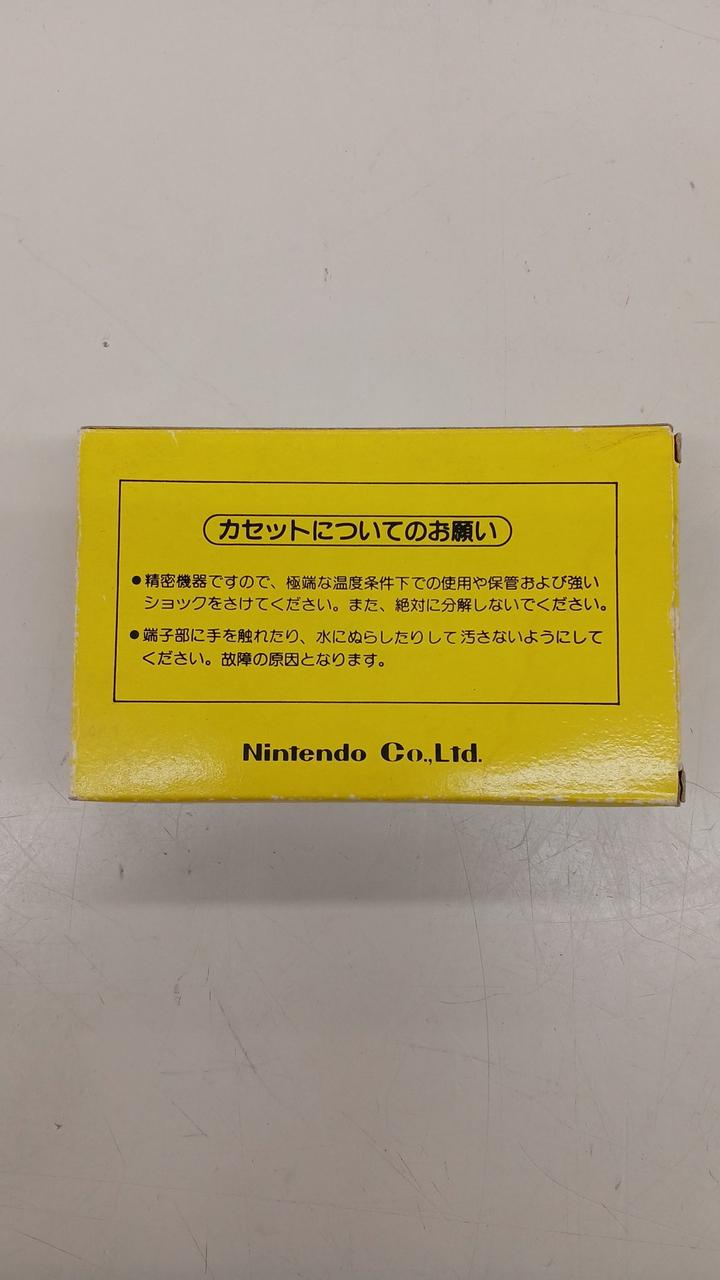 カセットについてのお願い
●精密機器ですので、極端な温度条件下での使用や保管および強い
ショックをさけてください。また、絶対に分解しないでください。
●端子部に手を触れたり、水にぬらしたりして汚さないようにして
ください。故障の原因となります。
Nintendo Co.,Ltd.